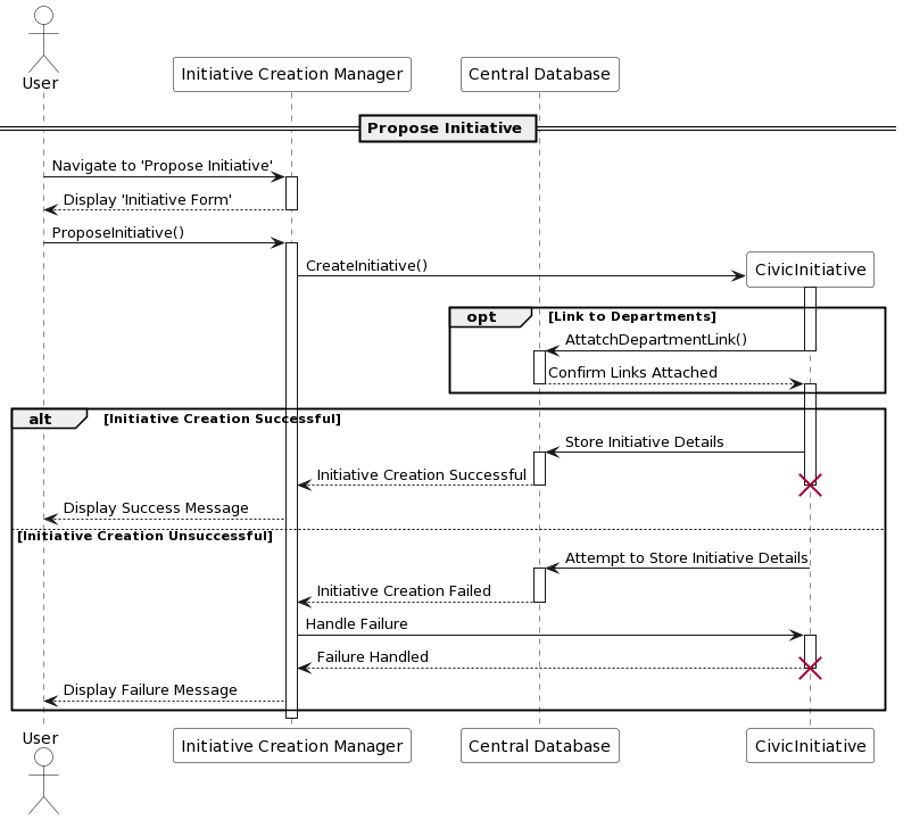 User
Initiative Creation Manager
Central Database
Propose Initiative
Navigate to 'Propose Initiative'
Display 'Initiative Form'
ProposeInitiative()
CreateInitiative()
CivicInitiative
opt [Link to Departments]
AttatchDepartmentLink()
Confirm Links Attached
alt [Initiative Creation Successful]
Store Initiative Details
Initiative Creation Successful
Display Success Message
[Initiative Creation Unsuccessful]
Attempt to Store Initiative Details
Initiative Creation Failed
Handle Failure
Failure Handled
Display Failure Message
User
Initiative Creation Manager
Central Database
CivicInitiative